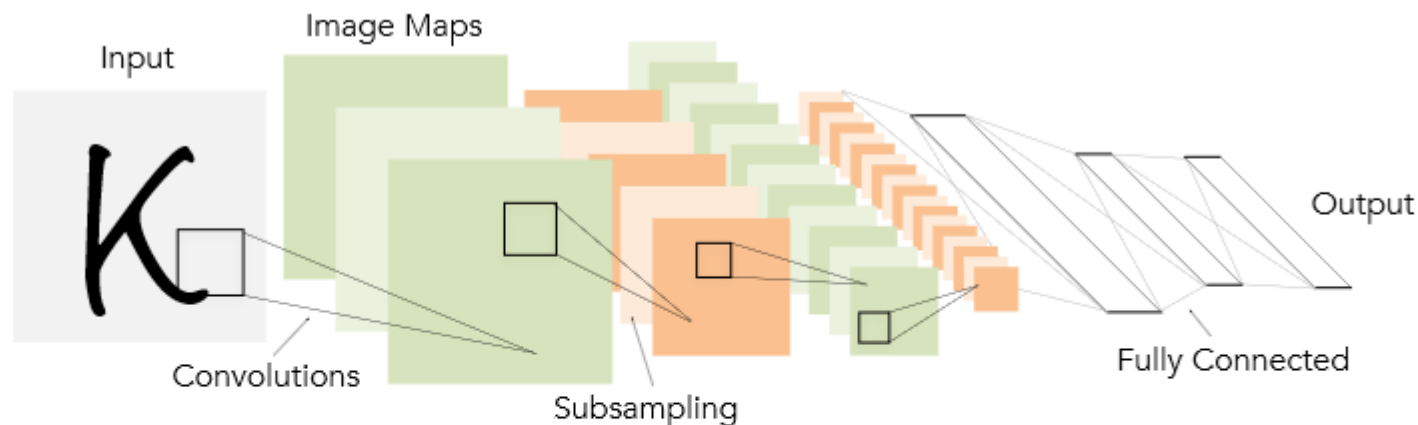 Image Maps
Input
K
Output
Convolutions
Fully Connected
Subsampling